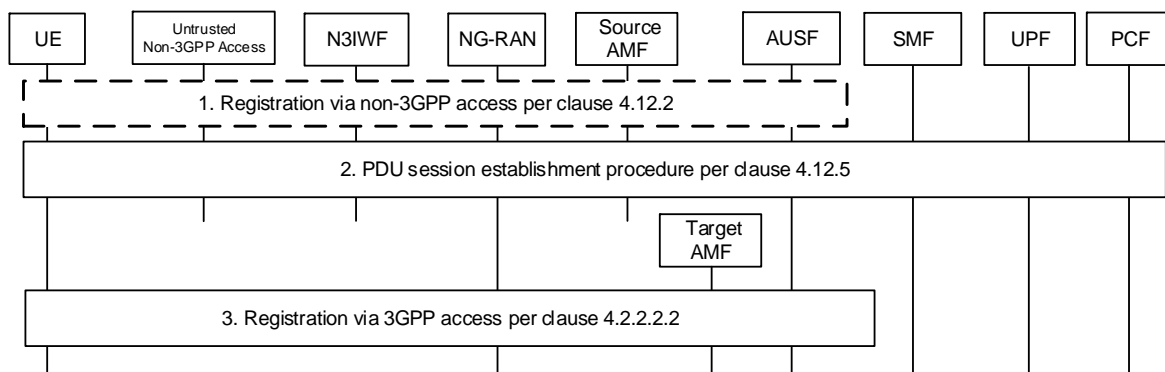 UE
Untrusted
Non-3GPP Access
N3IWF
NG-RAN
Source
AMF
AUSF
SMF
UPF
PCF
1. Registration via non-3GPP access per clause 4.12.2
2. PDU session establishment procedure per clause 4.12.5
Target
AMF
3. Registration via 3GPP access per clause 4.2.2.2.2